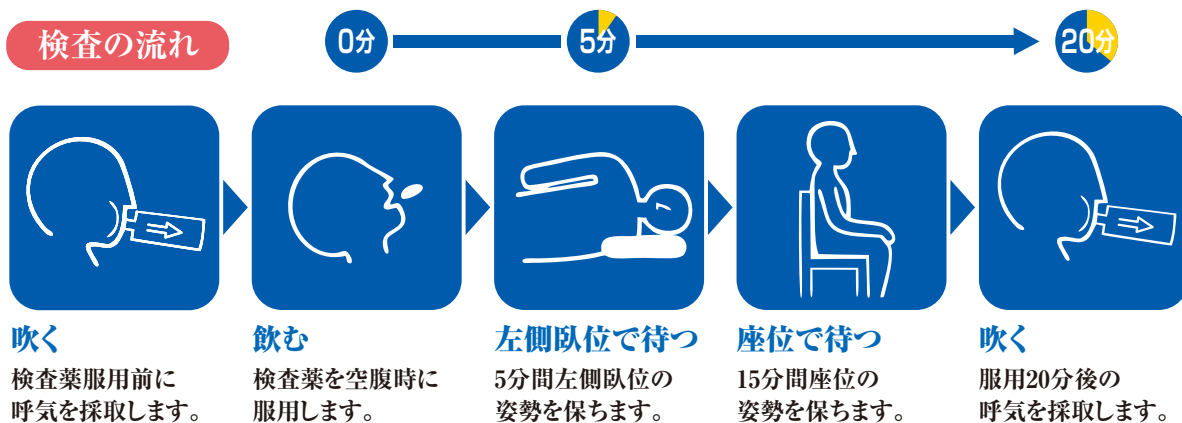 検査の流れ
0分
5分
20分
吹く
検査薬服用前に
呼気を採取します。
飲む
検査薬を空腹時に
服用します。
左側臥位で待つ
5分間左側臥位の
姿勢を保ちます。
座位で待つ
15分間座位の
姿勢を保ちます。
吹く
服用20分後の
呼気を採取します。